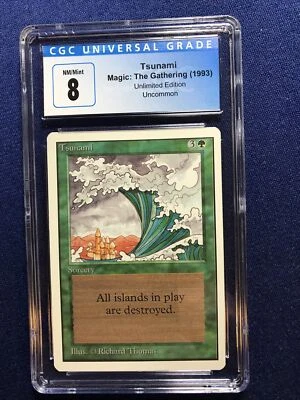 CGC UNIVERSAL GRADE
NM/Mint
8
Tsunami
Magic: The Gathering (1993)
Unlimited Edition
Uncommon
Tsunami 3
Sorcery
All islands in play
are destroyed.
Illus. © Richard Thomas